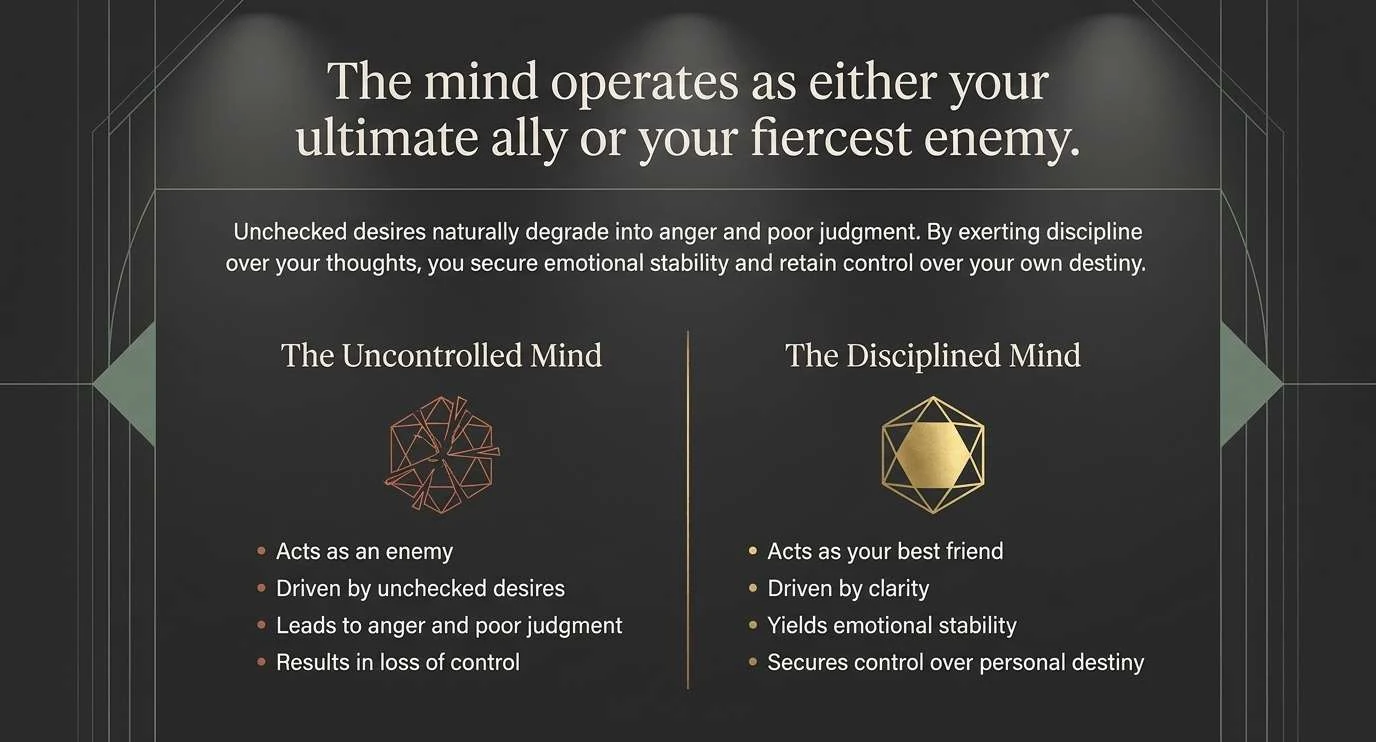 The mind operates as either your
ultimate ally or your fiercest enemy.
Unchecked desires naturally degrade into anger and poor judgment. By exerting discipline
over your thoughts, you secure emotional stability and retain control over your own destiny.
The Uncontrolled Mind
• Acts as an enemy
• Driven by unchecked desires
• Leads to anger and poor judgment
• Results in loss of control
The Disciplined Mind
• Acts as your best friend
• Driven by clarity
• Yields emotional stability
• Secures control over personal destiny